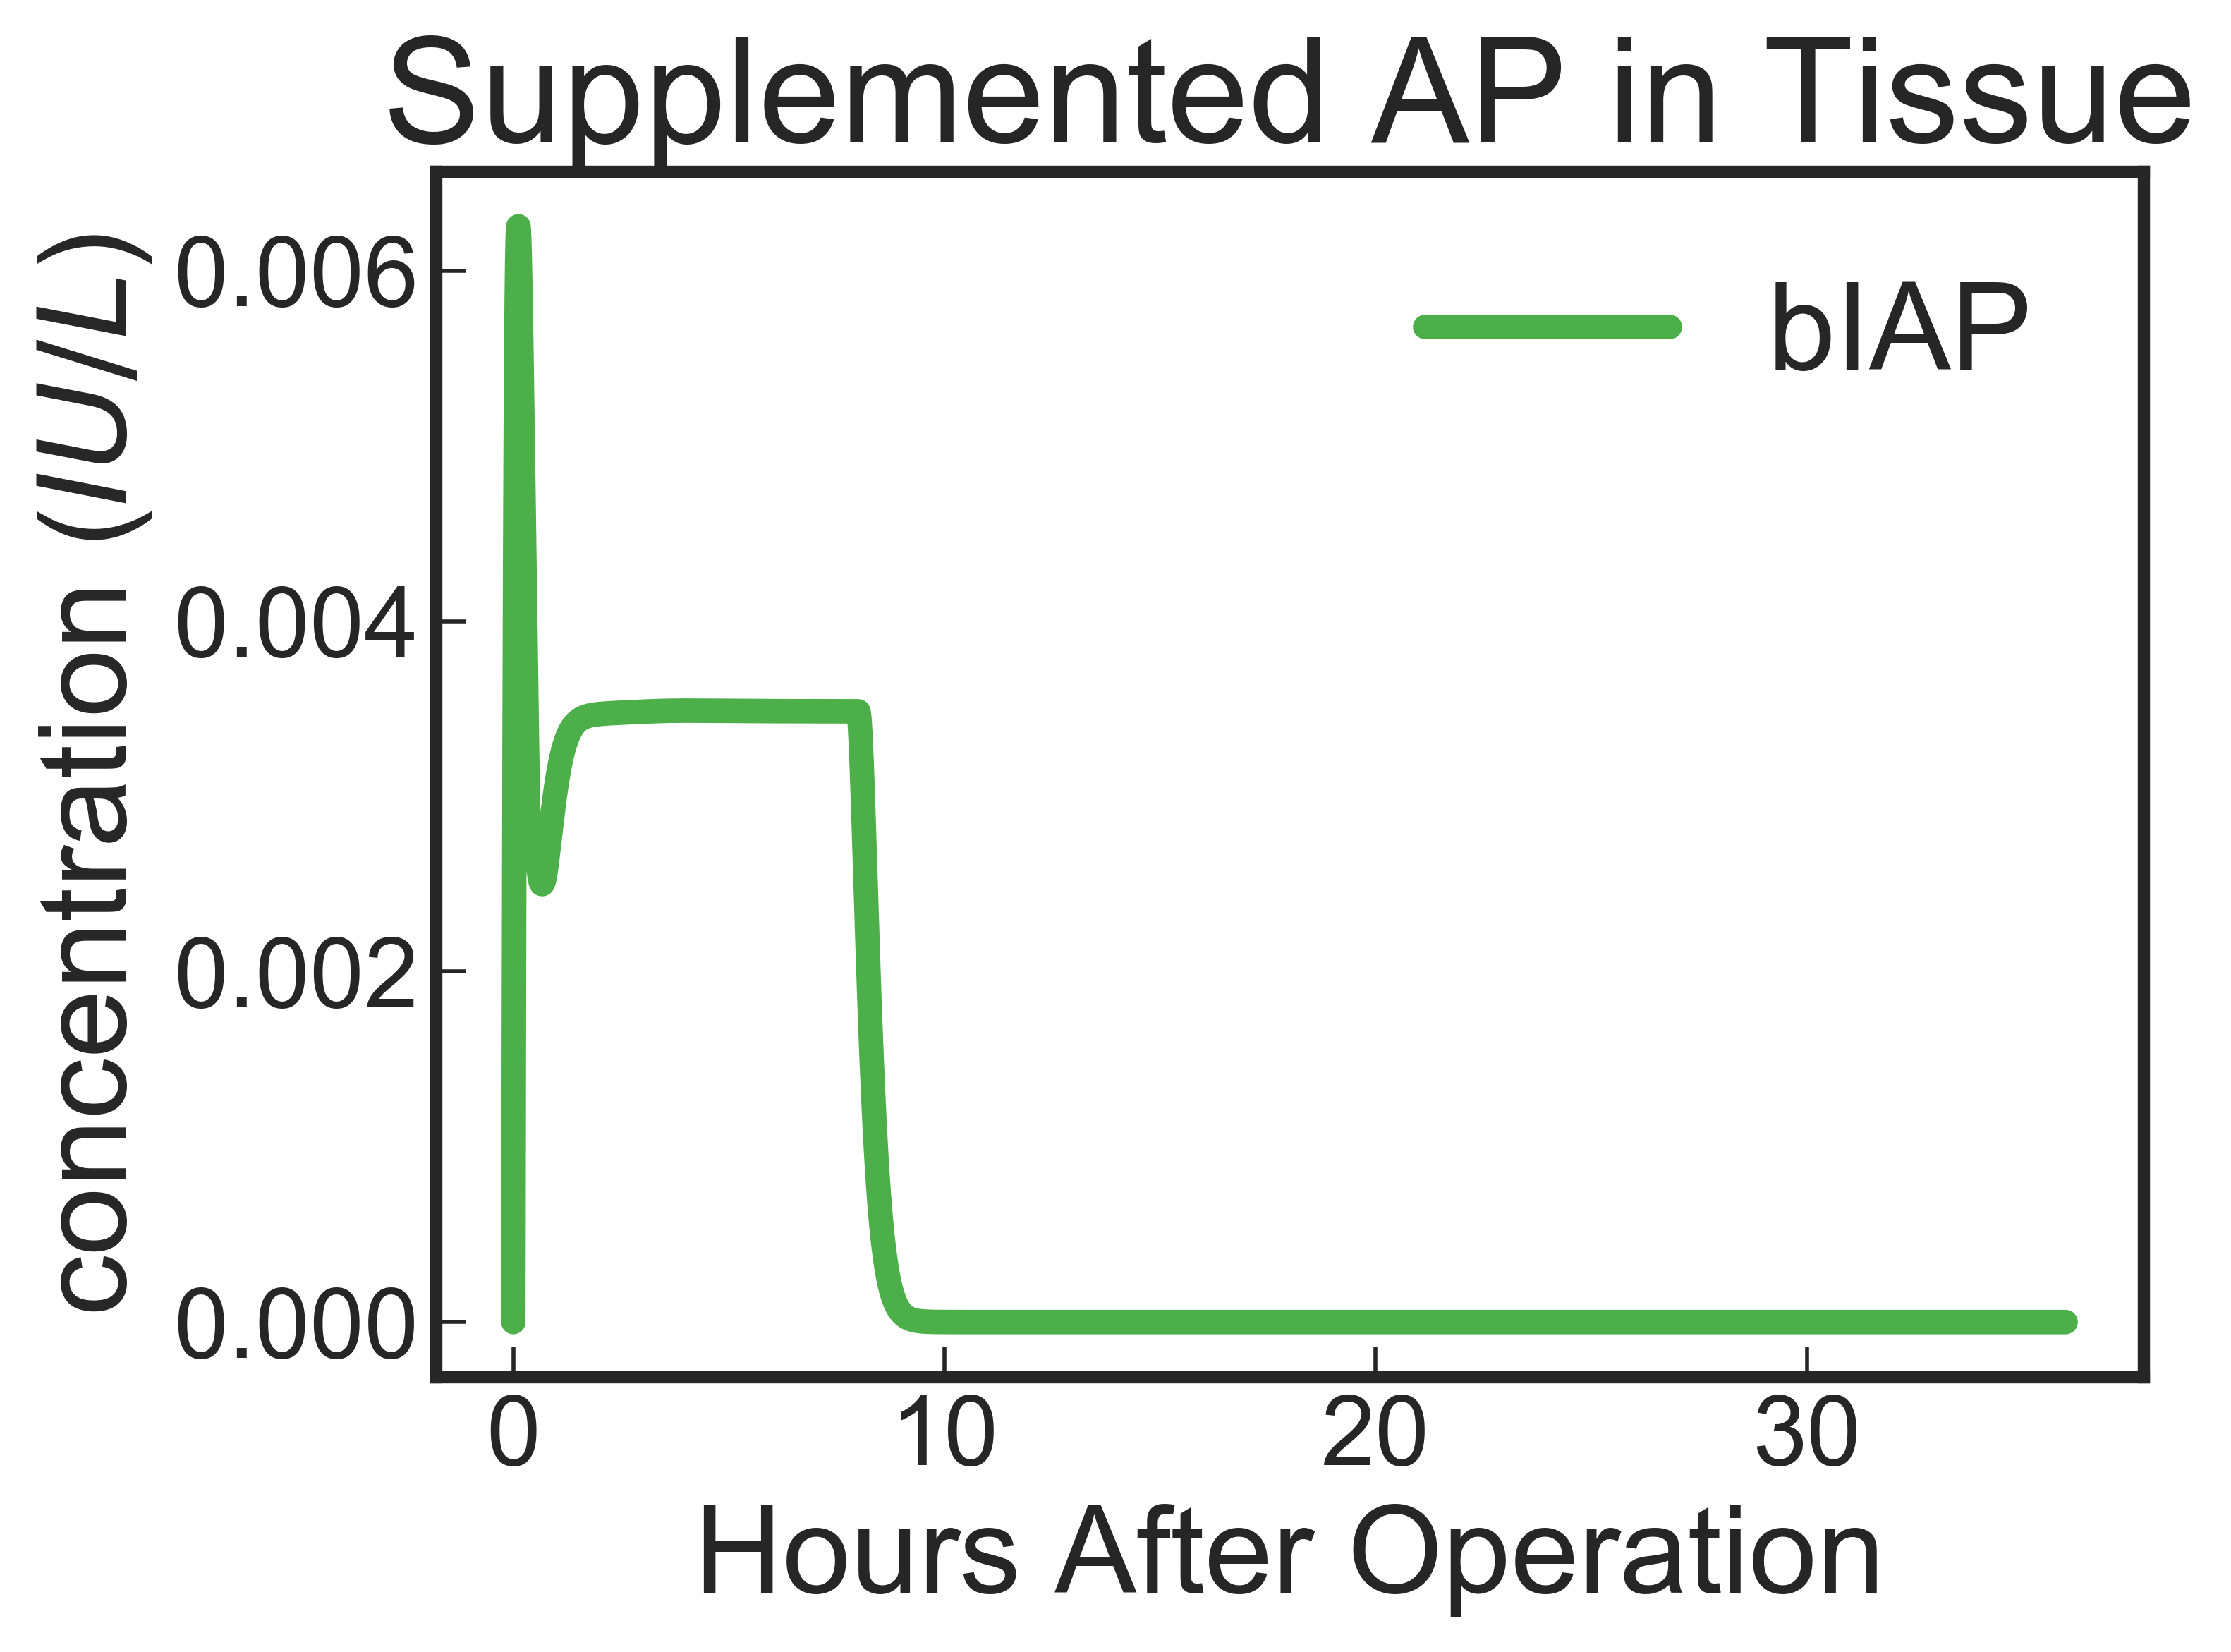 Supplemented AP in Tissue
concentration (IU/L)
0.006
0.004
0.002
0.000
bIAP
0 10 20 30
Hours After Operation